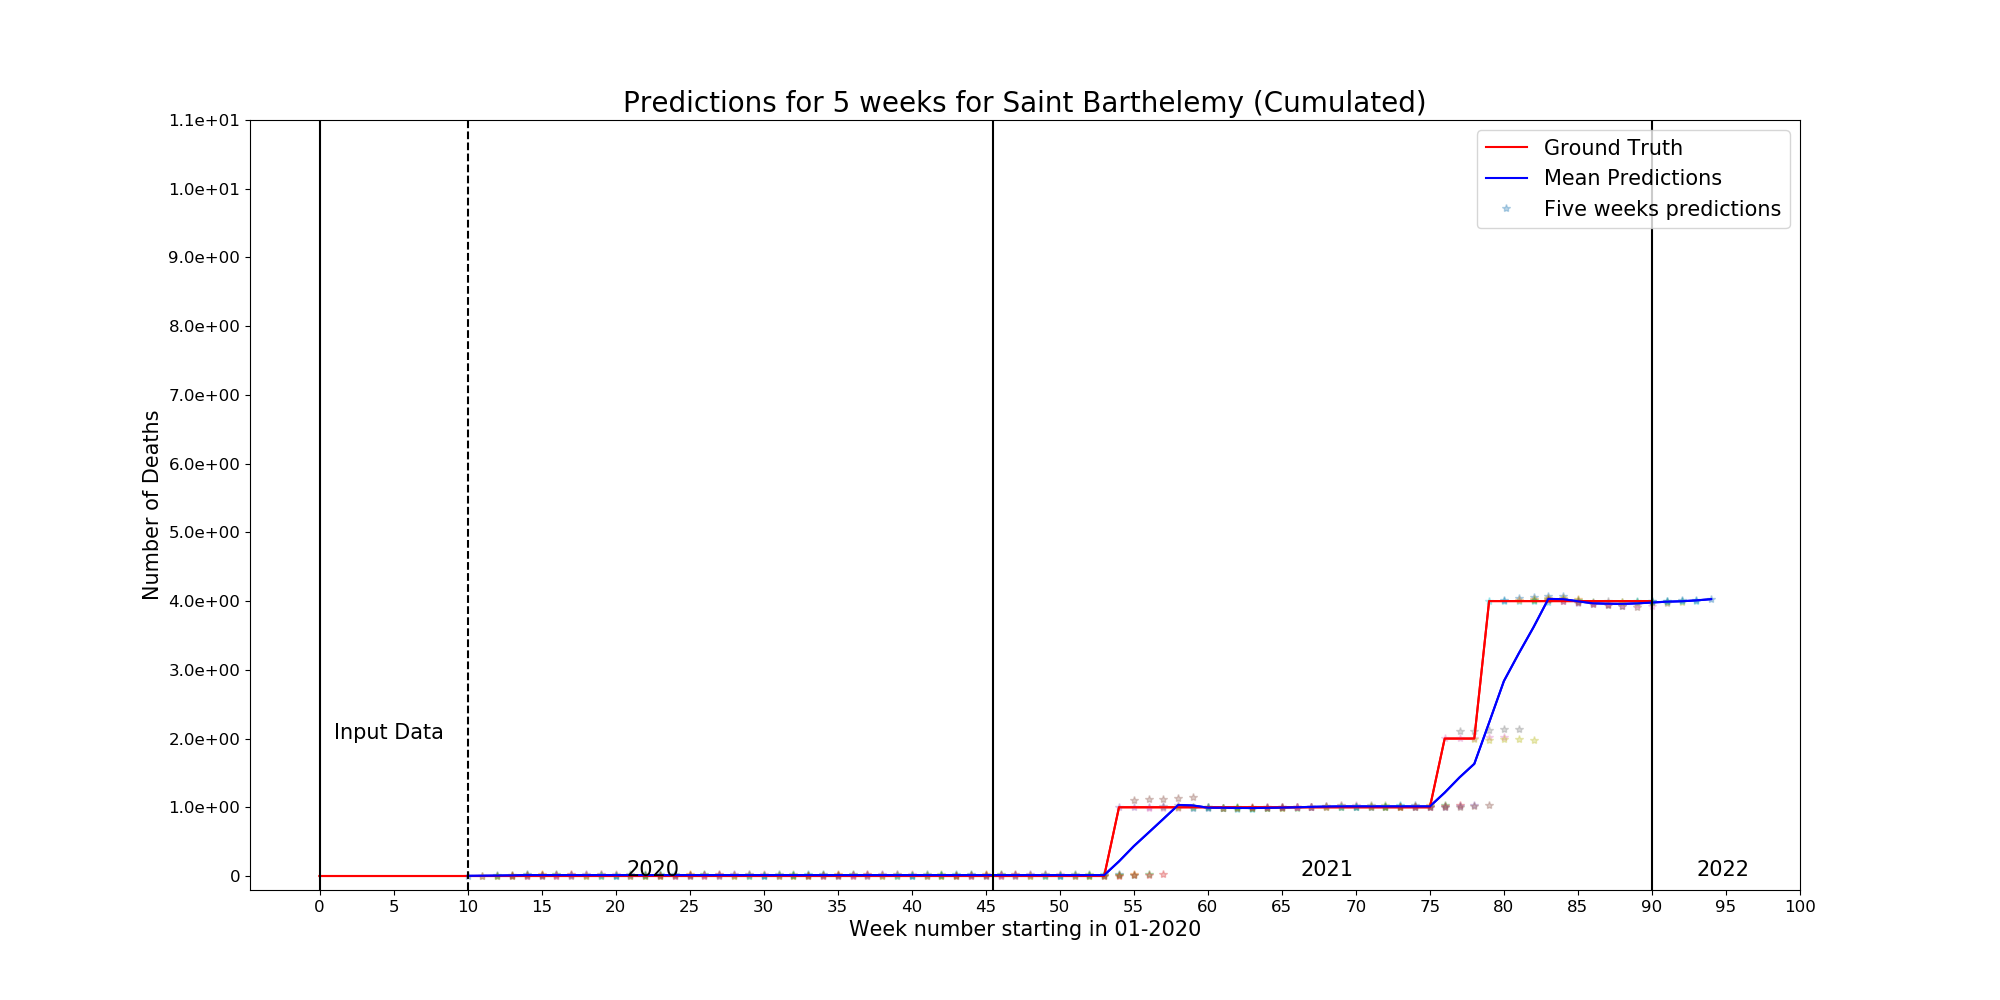 Predictions for 5 weeks for Saint Barthelemy (Cumulated)
1.1e+01
1.0e+01
9.0e+00
8.0e+00
7.0e+00
6.0e+00
5.0e+00
4.0e+00
3.0e+00
2.0e+00
1.0e+00
0
Number of Deaths
Ground Truth
Mean Predictions
Five weeks predictions
Input Data
2020 2021 2022
0 5 10 15 20 25 30 35 40 45 50 55 60 65 70 75 80 85 90 95 100
Week number starting in 01-2020